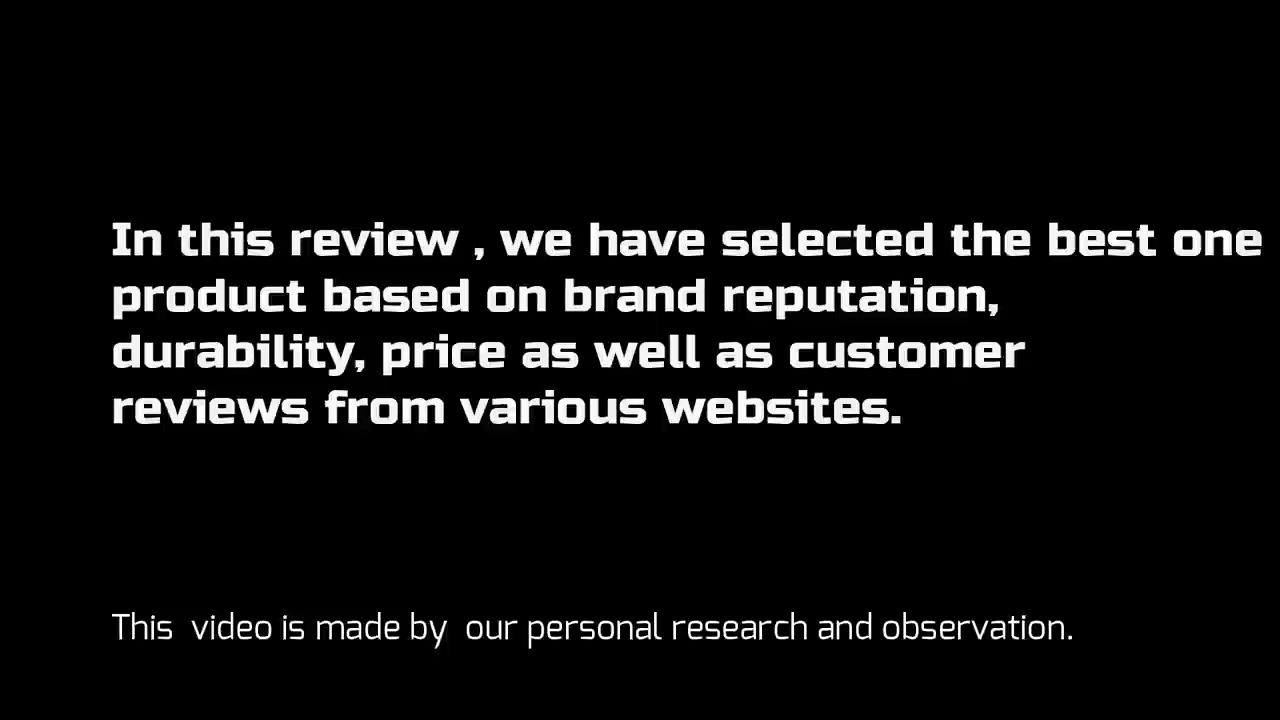 In this review , we have selected the best one
product based on brand reputation,
durability, price as well as customer
reviews from various websites.
This  video is made by  our personal research and observation.